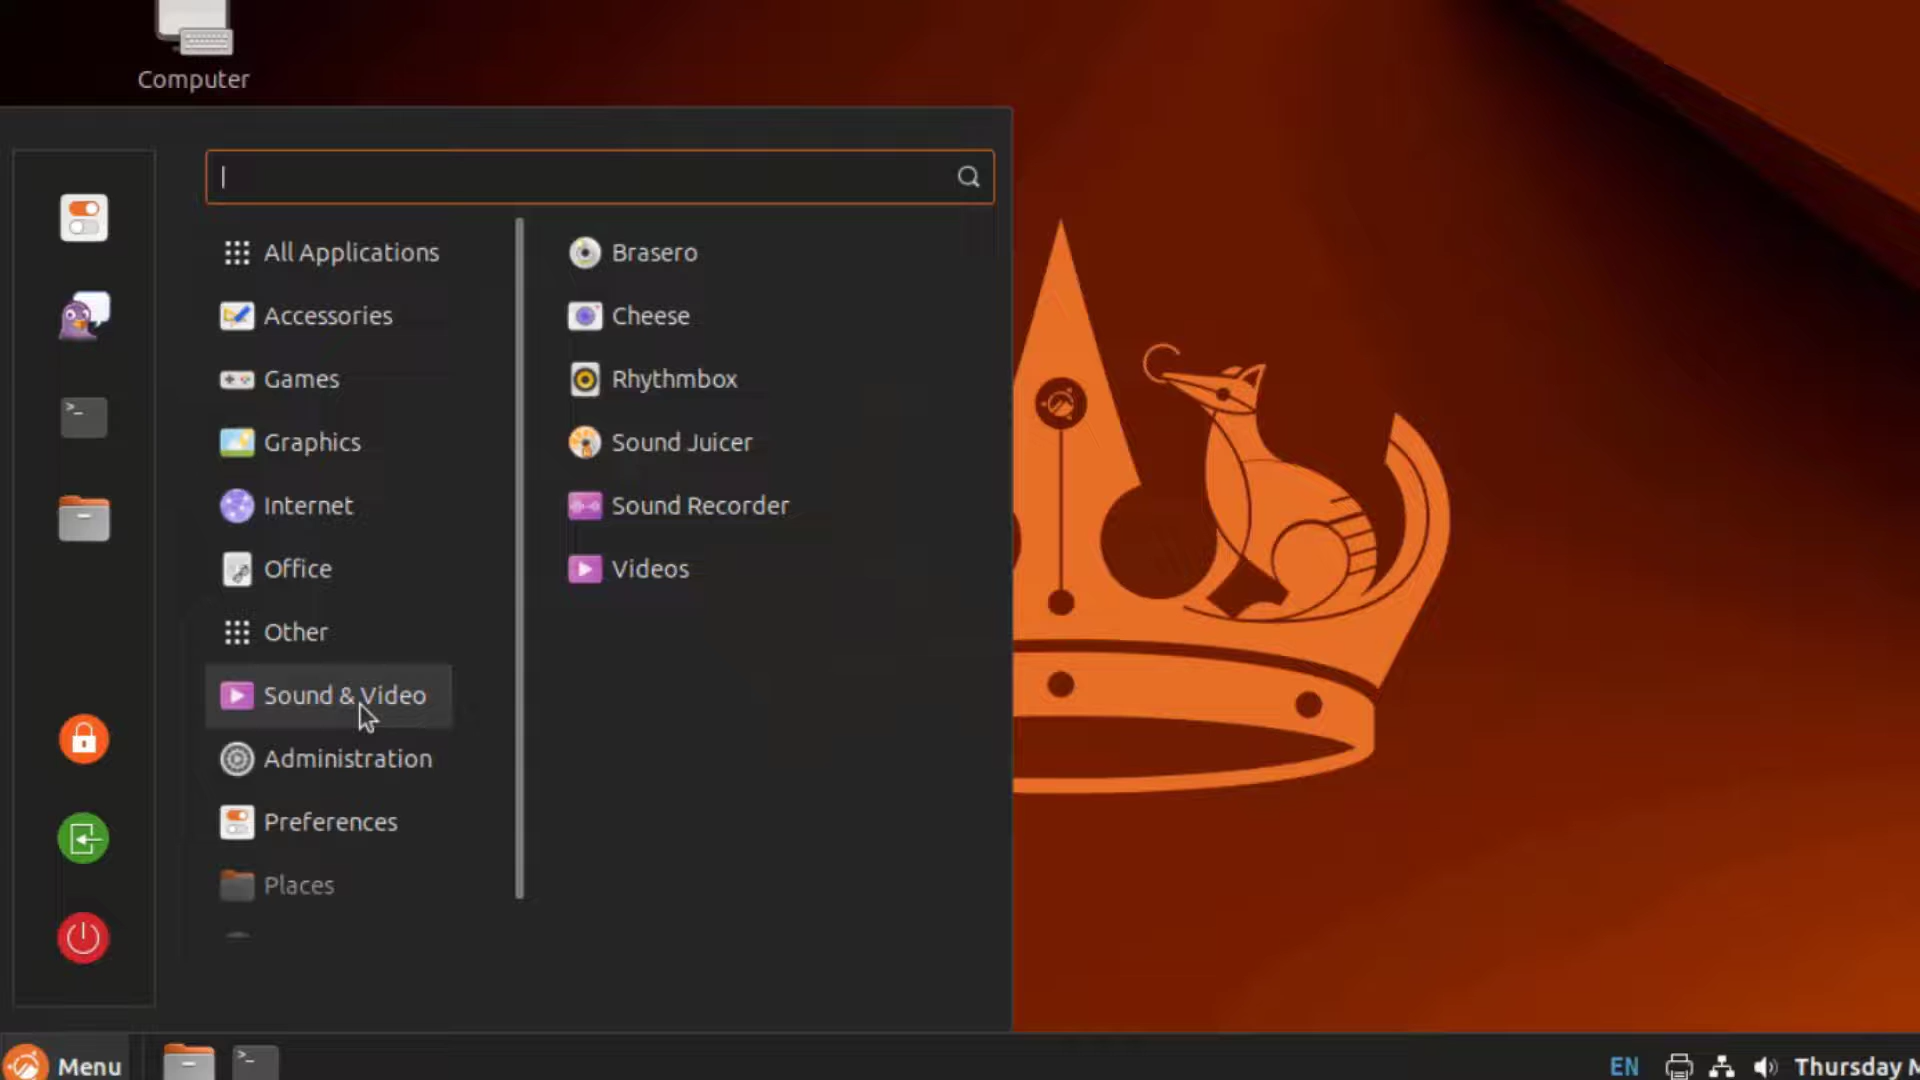 Computer
All Applications
Accessories
Games
Graphics
Internet
Office
Other
Sound & Video
Administration
Preferences
Places
Brasero
Cheese
Rhythmbox
Sound Juicer
Sound Recorder
Videos
Menu
EN
Thursday M